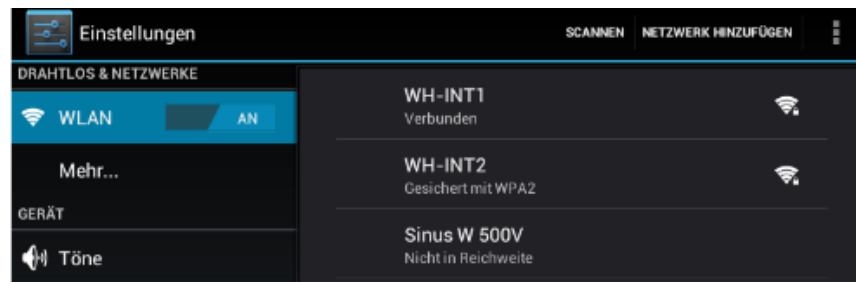 Einstellungen
SCANNEN
NETZWERK HINZUFÜGEN
DRAHTLOS & NETZWERKE
WLAN
AN
Mehr...
GERÄT
Töne
WH-INT1
Verbunden
WH-INT2
Gesichert mit WPA2
Sinus W 500V
Nicht in Reichweite